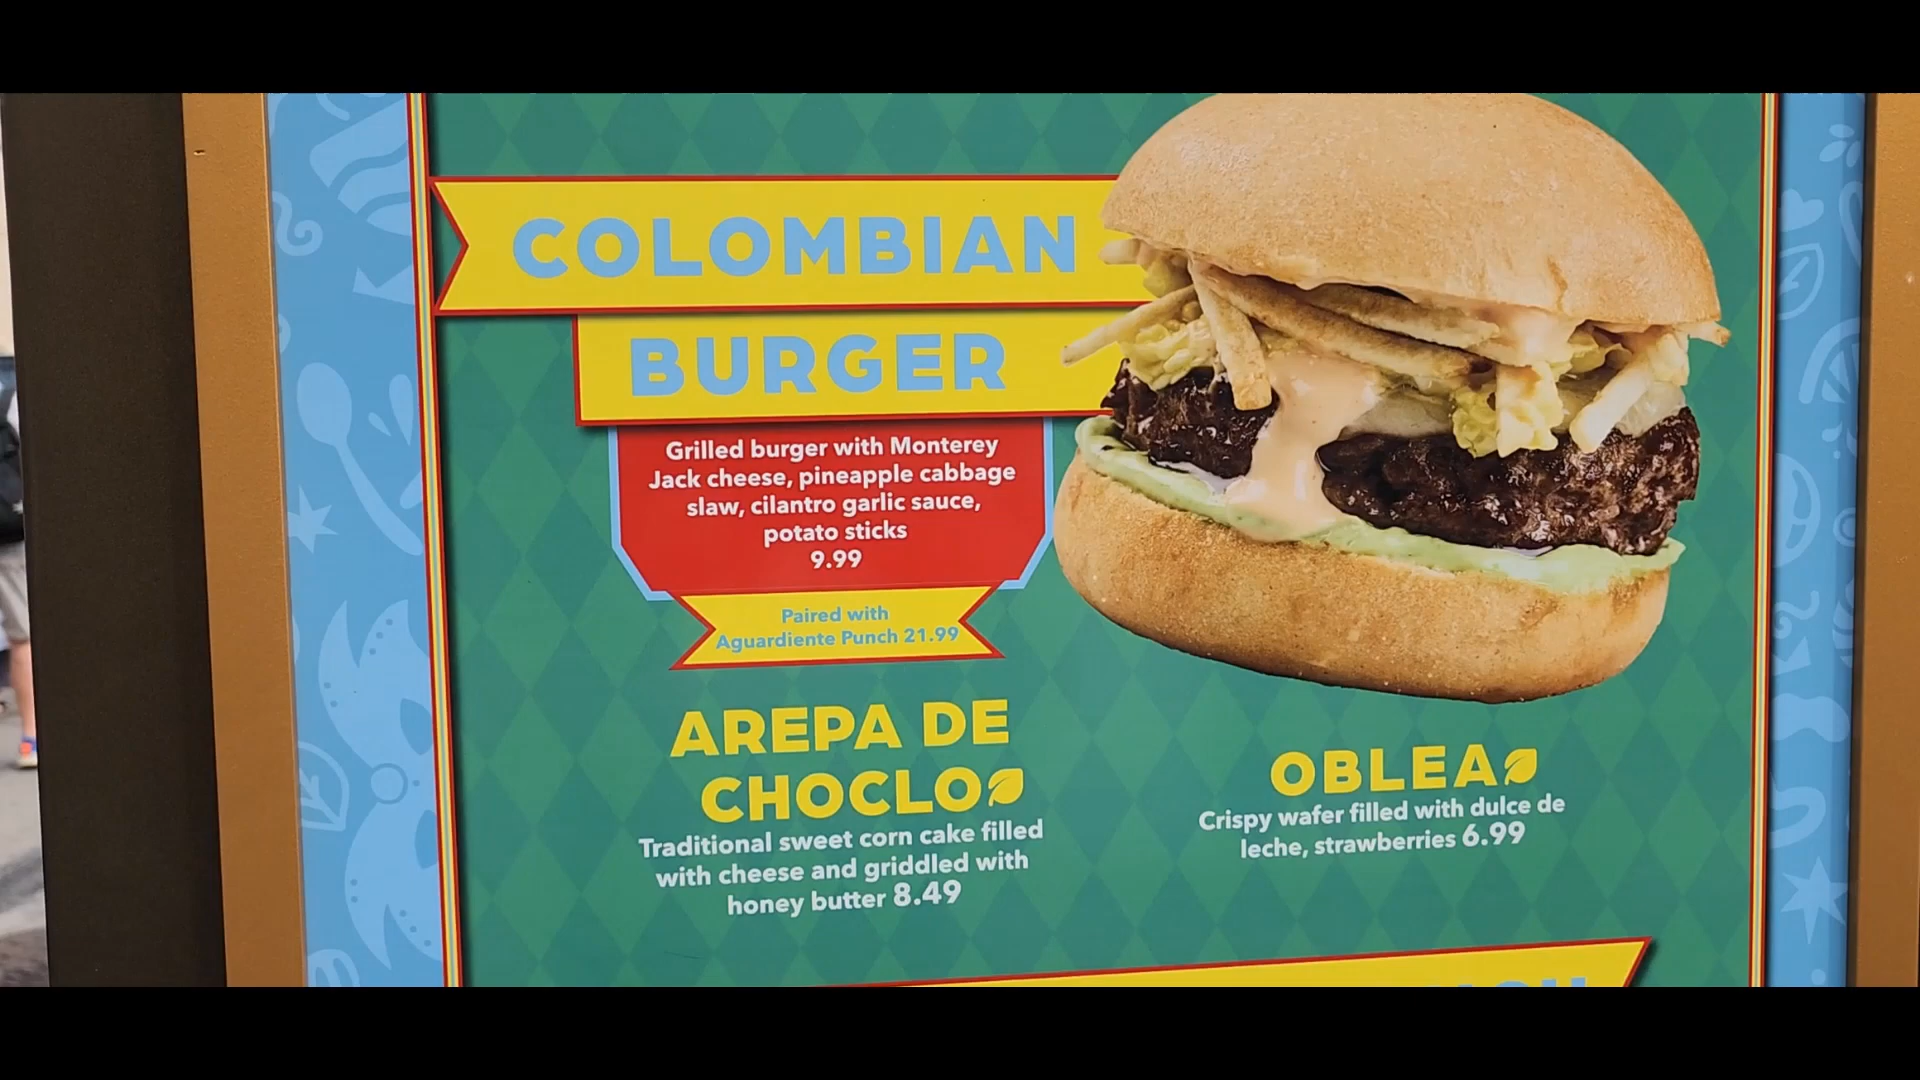 COLOMBIAN
BURGER
Grilled burger with Monterey
Jack cheese, pineapple cabbage
slaw, cilantro garlic sauce,
potato sticks
9.99
Paired with
Aguardiente Punch 21.99
AREPA DE
CHOCLO
Traditional sweet corn cake filled
with cheese and griddled with
honey butter 8.49
OBLEA
Crispy wafer filled with dulce de
leche, strawberries 6.99